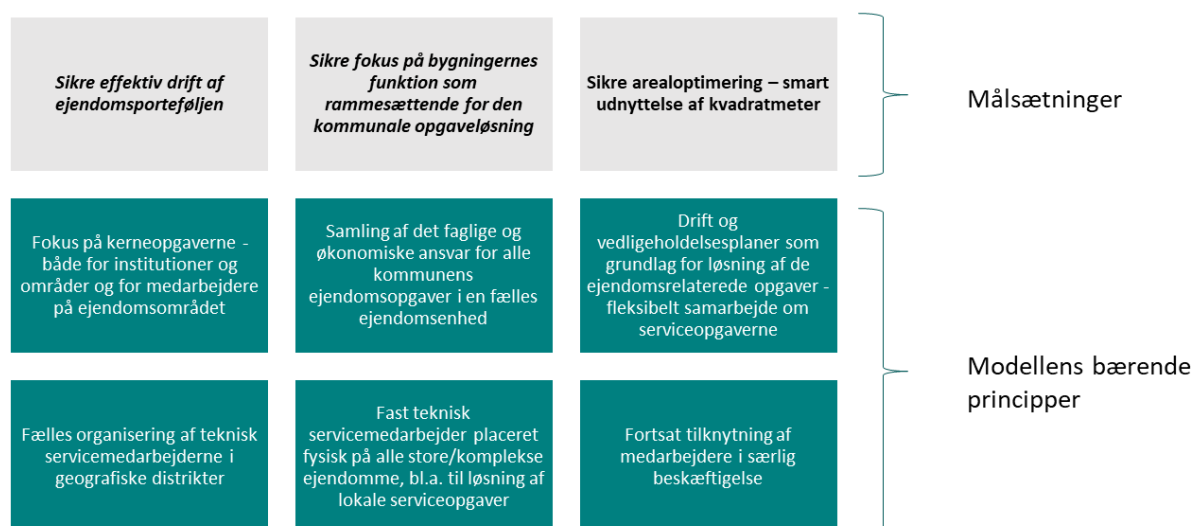 Sikre effektiv drift af
ejendomsporteføljen
Sikre fokus på bygningernes
funktion som
rammesættende for den
kommunale opgaveløsning
Sikre arealoptimering – smart
udnyttelse af kvadratmeter
Målsætninger
Fokus på kerneopgaverne -
både for institutioner og
områder og for medarbejdere
på ejendomsområdet
Samling af det faglige og
økonomiske ansvar for alle
kommunens
ejendomsopgaver i en fælles
ejendomsenhed
Drift og
vedligeholdelsesplaner som
grundlag for løsning af de
ejendomsrelaterede opgaver -
fleksibelt samarbejde om
serviceopgaverne
Modellens bærende
principper
Fælles organisering af teknisk
servicemedarbejderne i
geografiske distrikter
Fast teknisk
servicemedarbejder placeret
fysisk på alle store/komplekse
ejendomme, bl.a. til løsning af
lokale serviceopgaver
Fortsat tilknytning af
medarbejdere i særlig
beskæftigelse